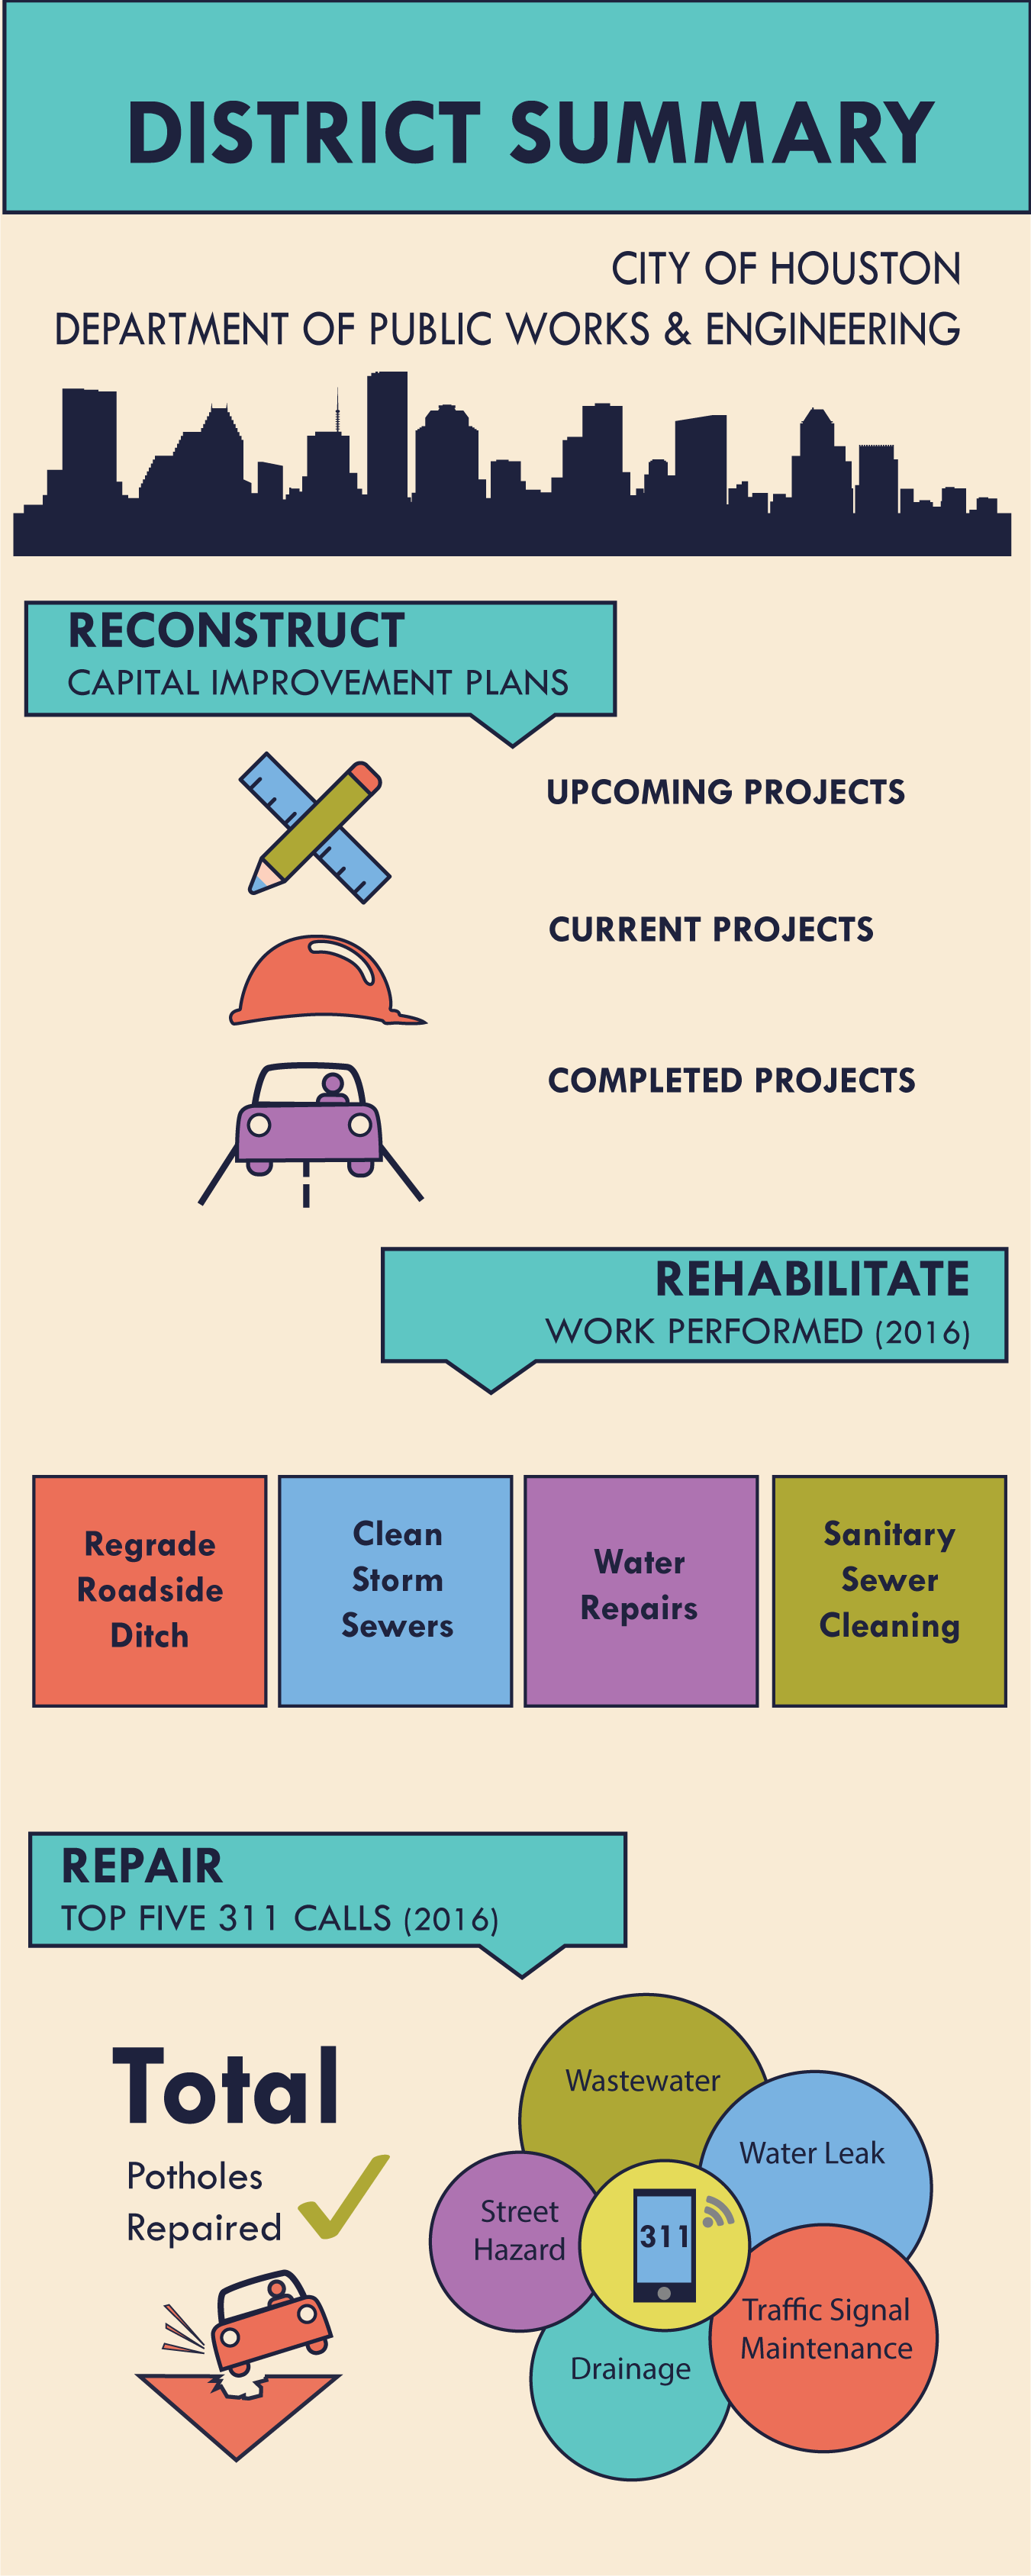 DISTRICT SUMMARY
CITY OF HOUSTON
DEPARTMENT OF PUBLIC WORKS & ENGINEERING
RECONSTRUCT
CAPITAL IMPROVEMENT PLANS
UPCOMING PROJECTS
CURRENT PROJECTS
COMPLETED PROJECTS
REHABILITATE
WORK PERFORMED (2016)
Regrade
Roadside
Ditch
Clean
Storm
Sewers
Water
Repairs
Sanitary
Sewer
Cleaning
REPAIR
TOP FIVE 311 CALLS (2016)
Total
Potholes
Repaired
Wastewater
Water Leak
Street
Hazard
311
Traffic Signal
Maintenance
Drainage